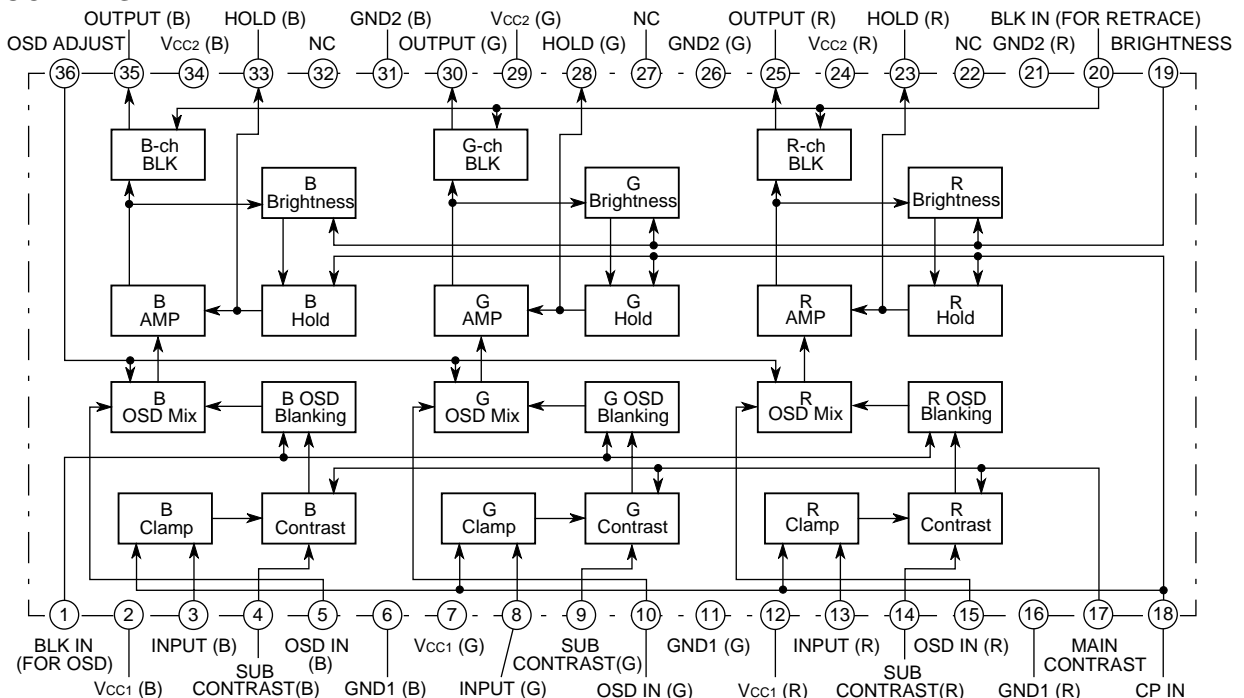 OUTPUT (B)
HOLD (B)
GND2 (B)
VCC2 (G)
NC
OUTPUT (R)
HOLD (R)
BLK IN (FOR RETRACE)
OSD ADJUST
VCC2 (B)
NC
OUTPUT (G)
HOLD (G)
GND2 (G)
VCC2 (R)
NC
GND2 (R)
BRIGHTNESS
36 35 34 33 32 31 30 29 28 27 26 25 24 23 22 21 20 19
B-ch
BLK
G-ch
BLK
R-ch
BLK
B
Brightness
G
Brightness
R
Brightness
B
AMP
B
Hold
G
AMP
G
Hold
R
AMP
R
Hold
B
OSD Mix
B OSD
Blanking
G
OSD Mix
G OSD
Blanking
R
OSD Mix
R OSD
Blanking
B
Clamp
B
Contrast
G
Clamp
G
Contrast
R
Clamp
R
Contrast
1 2 3 4 5 6 7 8 9 10 11 12 13 14 15 16 17 18
BLK IN
(FOR OSD)
VCC1 (B)
INPUT (B)
SUB
CONTRAST(B)
OSD IN
(B)
GND1 (B)
VCC1 (G)
INPUT (G)
SUB
CONTRAST(G)
OSD IN (G)
GND1 (G)
VCC1 (R)
INPUT (R)
SUB
CONTRAST(R)
OSD IN (R)
GND1 (R)
MAIN
CONTRAST
CP IN